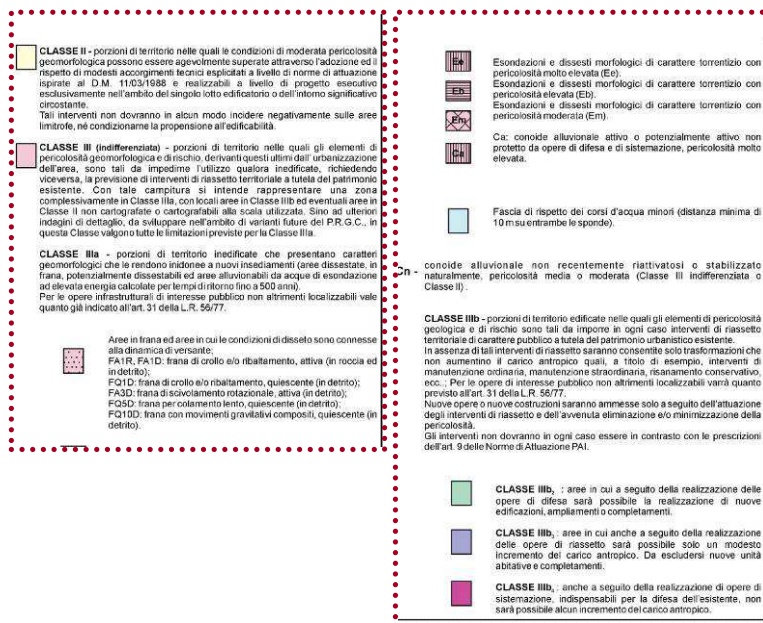 CLASSE II - porzioni di territorio nelle quali le condizioni di moderata pericolosità
geomorfologica possono essere agevolmente superate attraverso l'adozione ed il
rispetto di modesti accorgimenti tecnici esplicitati a livello di norme di attuazione
ispirate al D.M. 11/03/1988 e realizzabili a livello di progetto esecutivo
esclusivamente nell'ambito del singolo lotto edificatorio o dell'intorno significativo
circostante.
Tali interventi non dovranno in alcun modo incidere negativamente sulle aree
limitrofe, né condizionarne la propensione all'edificabilità.
CLASSE III (indifferenziata) - porzioni di territorio nelle quali gli elementi di
pericolosità geomorfologica e di rischio, derivanti questi ultimi dall' urbanizzazione
dell'area, sono tali da impedirne l'utilizzo qualora inedificate, richiedendo
viceversa, la previsione di interventi di riassetto territoriale a tutela del patrimonio
esistente. Con tale campitura si intende rappresentare una zona
complessivamente in Classe IIIa, con locali aree in Classe IIIb ed eventuali aree in
Classe II non cartografate o cartografabili alla scala utilizzata. Sino ad ulteriori
indagini di dettaglio, da sviluppare nell'ambito di varianti future del P.R.G.C., in
questa Classe valgono tutte le limitazioni previste per la Classe IIIa.
CLASSE IIIa - porzioni di territorio inedificate che presentano caratteri
geomorfologici che le rendono inidonee a nuovi insediamenti (aree dissestate, in
frana, potenzialmente dissestabili ed aree alluvionabili da acque di esondazione
ad elevata energia calcolate per tempi di ritorno fino a 500 anni).
Per le opere infrastrutturali di interesse pubblico non altrimenti localizzabili vale
quanto già indicato all'art. 31 della L.R. 56/77.
Aree in frana ed aree in cui le condizioni di disseto sono connesse
alla dinamica di versante;
FA1R, FA1D: frana di crollo e/o ribaltamento, attiva (in roccia ed
in detrito);
FQ1D: frana di crollo e/o ribaltamento, quiescente (in detrito);
FA3D: frana di scivolamento rotazionale, attiva (in detrito);
FQ5D: frana per colamento lento, quiescente (in detrito);
FQ10D: frana con movimenti gravitativi compositi, quiescente (in
detrito).
Ee
Esondazioni e dissesti morfologici di carattere torrentizio con
pericolosità molto elevata (Ee).
Eb
Esondazioni e dissesti morfologici di carattere torrentizio con
pericolosità elevata (Eb).
Em
Esondazioni e dissesti morfologici di carattere torrentizio con
pericolosità moderata (Em).
Ca
Ca: conoide alluvionale attivo o potenzialmente attivo non
protetto da opere di difesa e di sistemazione, pericolosità molto
elevata.
Fascia di rispetto dei corsi d'acqua minori (distanza minima di
10 m su entrambe le sponde).
Cn - conoide alluvionale non recentemente riattivatosi o stabilizzato
naturalmente, pericolosità media o moderata (Classe III indifferenziata o
Classe II).
CLASSE IIIb - porzioni di territorio edificate nelle quali gli elementi di pericolosità
geologica e di rischio sono tali da imporre in ogni caso interventi di riassetto
territoriale di carattere pubblico a tutela del patrimonio urbanistico esistente.
In assenza di tali interventi di riassetto saranno consentite solo trasformazioni che
non aumentino il carico antropico quali, a titolo di esempio, interventi di
manutenzione ordinaria, manutenzione straordinaria, risanamento conservativo,
ecc..; Per le opere di interesse pubblico non altrimenti localizzabili varrà quanto
previsto all'art. 31 della L.R. 56/77.
Nuove opere o nuove costruzioni saranno ammesse solo a seguito dell'attuazione
degli interventi di riassetto e dell'avvenuta eliminazione e/o minimizzazione della
pericolosità.
Gli interventi non dovranno in ogni caso essere in contrasto con le prescrizioni
dell'art. 9 delle Norme di Attuazione PAI.
CLASSE IIIb, : aree in cui a seguito della realizzazione delle
opere di difesa sarà possibile la realizzazione di nuove
edificazioni, ampliamenti o completamenti.
CLASSE IIIb, : aree in cui anche a seguito della realizzazione
delle opere di riassetto sarà possibile solo un modesto
incremento del carico antropico. Da escludersi nuove unità
abitative e completamenti.
CLASSE IIIb, : anche a seguito della realizzazione di opere di
sistemazione, indispensabili per la difesa dell'esistente, non
sarà possibile alcun incremento del carico antropico.